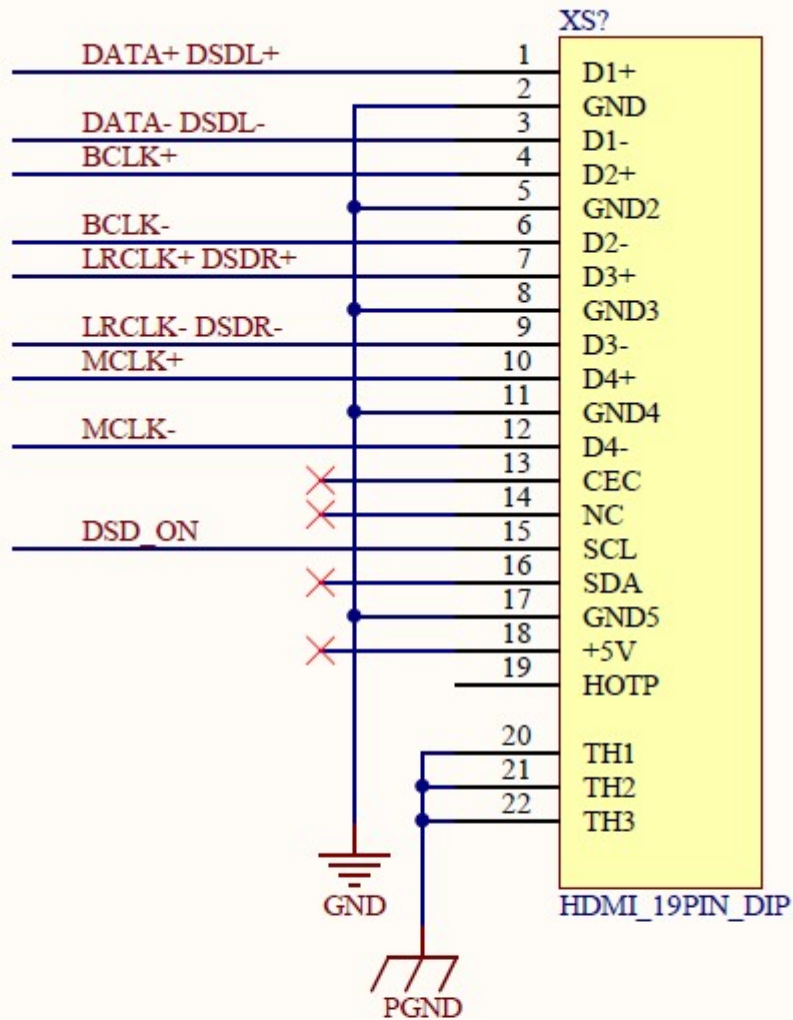 XS?
DATA+ DSDL+ 1 D1+
2 GND
DATA- DSDL- 3 D1-
BCLK+ 4 D2+
5 GND2
BCLK- 6 D2-
LRCLK+ DSDR+ 7 D3+
8 GND3
LRCLK- DSDR- 9 D3-
MCLK+ 10 D4+
11 GND4
MCLK- 12 D4-
13 CEC
14 NC
DSD_ON 15 SCL
16 SDA
17 GND5
18 +5V
19 HOTP
20 TH1
21 TH2
22 TH3
GND HDMI_19PIN_DIP
PGND